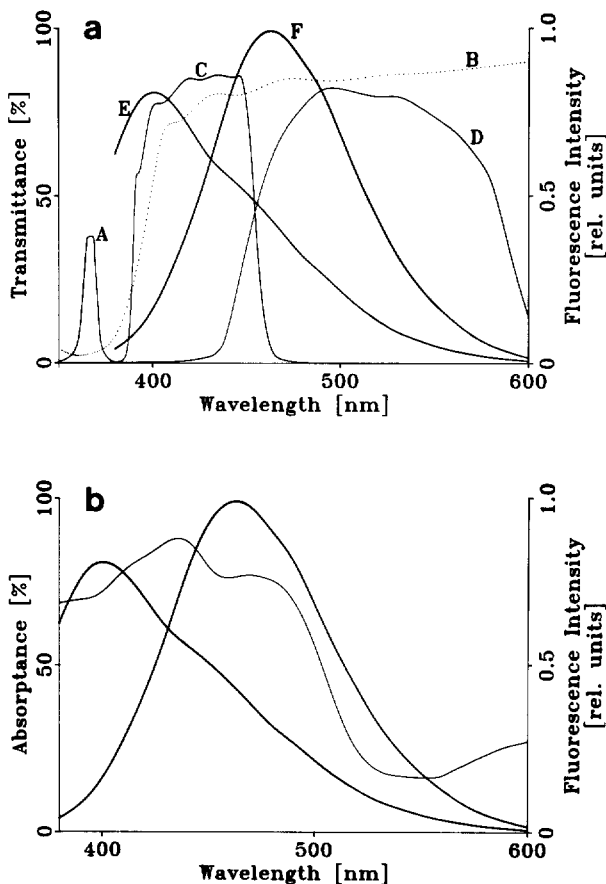 a
100
50
0
Transmittance [%]
A
B
C
D
E
F
1.0
0.5
0
Fluorescence Intensity
[rel. units]
400
500
600
Wavelength [nm]
b
100
50
0
Absorptance [%]
1.0
0.5
0
Fluorescence Intensity
[rel. units]
400
500
600
Wavelength [nm]